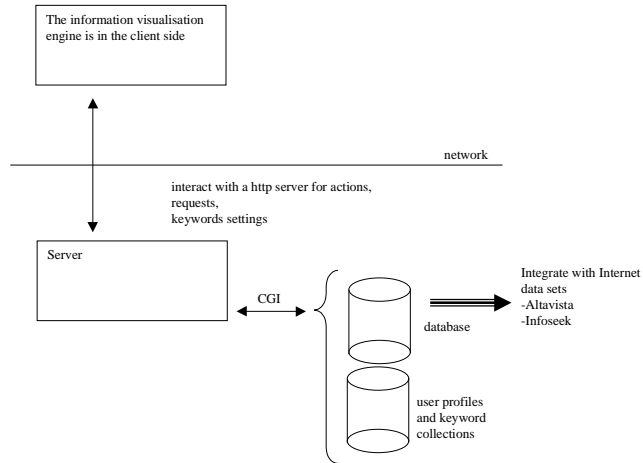 The information visualisation
engine is in the client side
network
interact with a http server for actions,
requests,
keywords settings
Server
CGI
database
Integrate with Internet
data sets
-Altavista
-Infoseek
user profiles
and keyword
collections